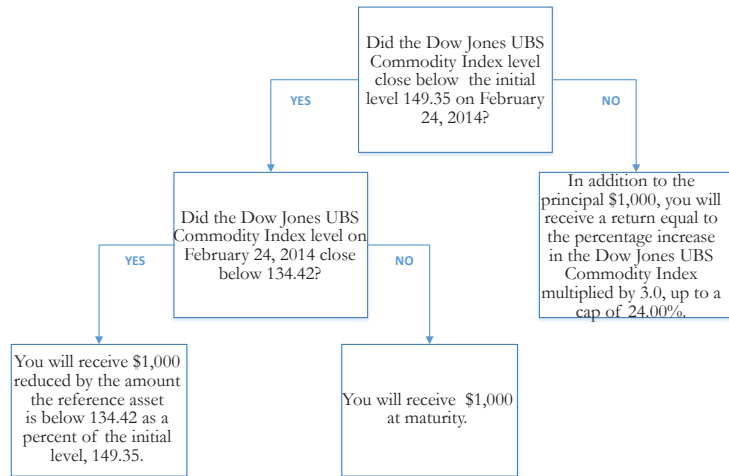 Did the Dow Jones UBS
Commodity Index level
close below the initial
level 149.35 on February
24, 2014?
YES
NO
Did the Dow Jones UBS
Commodity Index level on
February 24, 2014 close
below 134.42?
In addition to the
principal $1,000, you will
receive a return equal to
the percentage increase
in the Dow Jones UBS
Commodity Index
multiplied by 3.0, up to a
cap of 24.00%.
YES
NO
You will receive $1,000
reduced by the amount
the reference asset
is below 134.42 as a
percent of the initial
level, 149.35.
You will receive $1,000
at maturity.